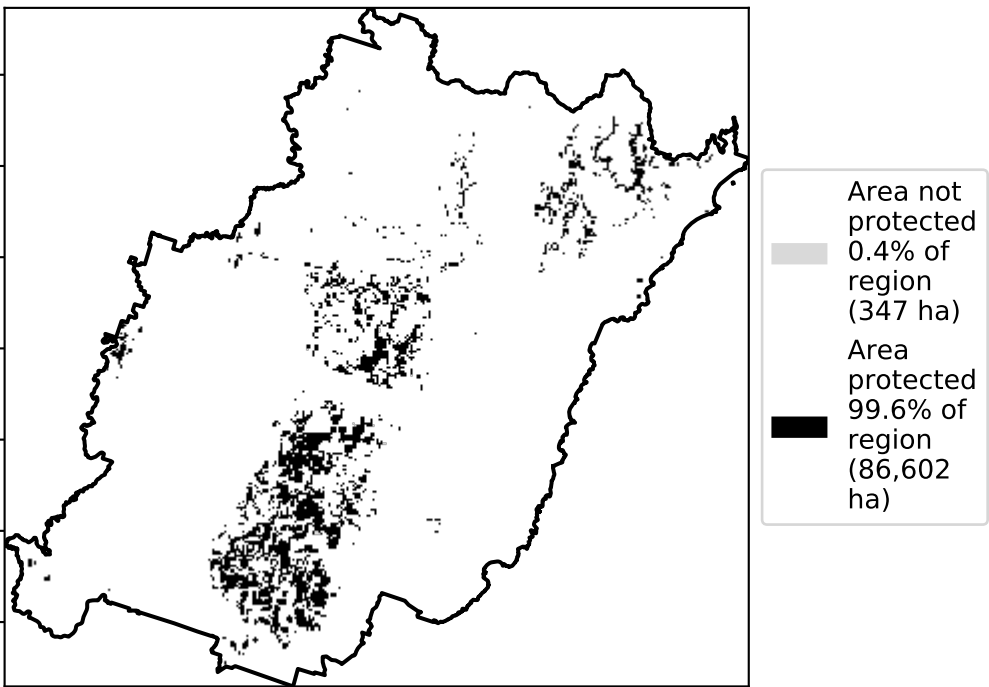 Area not
protected
0.4% of
region
(347 ha)
Area
protected
99.6% of
region
(86,602
ha)